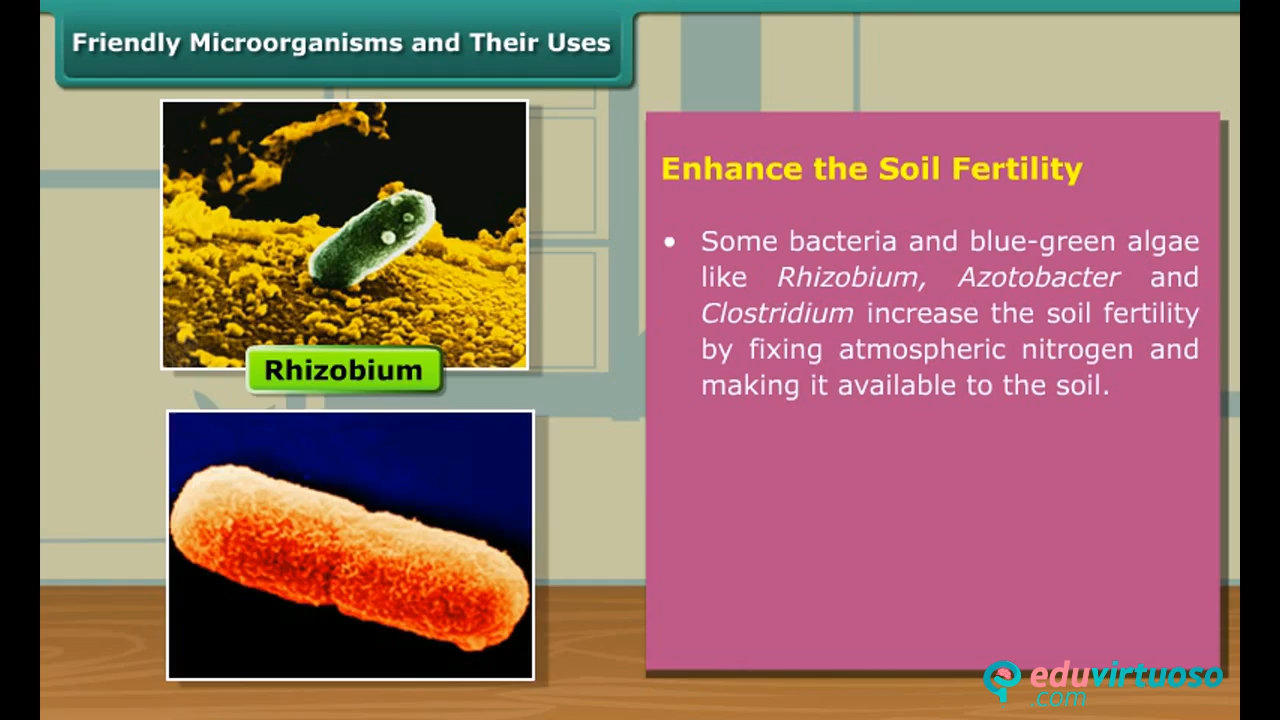 Friendly Microorganisms and Their Uses
Rhizobium
Enhance the Soil Fertility
• Some bacteria and blue-green algae
like Rhizobium, Azotobacter and
Clostridium increase the soil fertility
by fixing atmospheric nitrogen and
making it available to the soil.
eduvirtuoso
.com